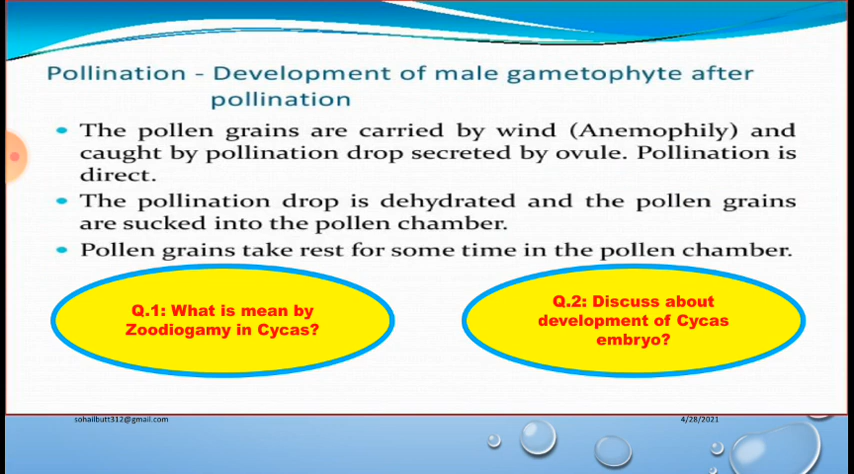 Pollination - Development of male gametophyte after
pollination
• The pollen grains are carried by wind (Anemophily) and
caught by pollination drop secreted by ovule. Pollination is
direct.
• The pollination drop is dehydrated and the pollen grains
are sucked into the pollen chamber.
• Pollen grains take rest for some time in the pollen chamber.
Q.1: What is mean by
Zoodiogamy in Cycas?
Q.2: Discuss about
development of Cycas
embryo?
sohailbutt312@gmail.com
4/28/2021